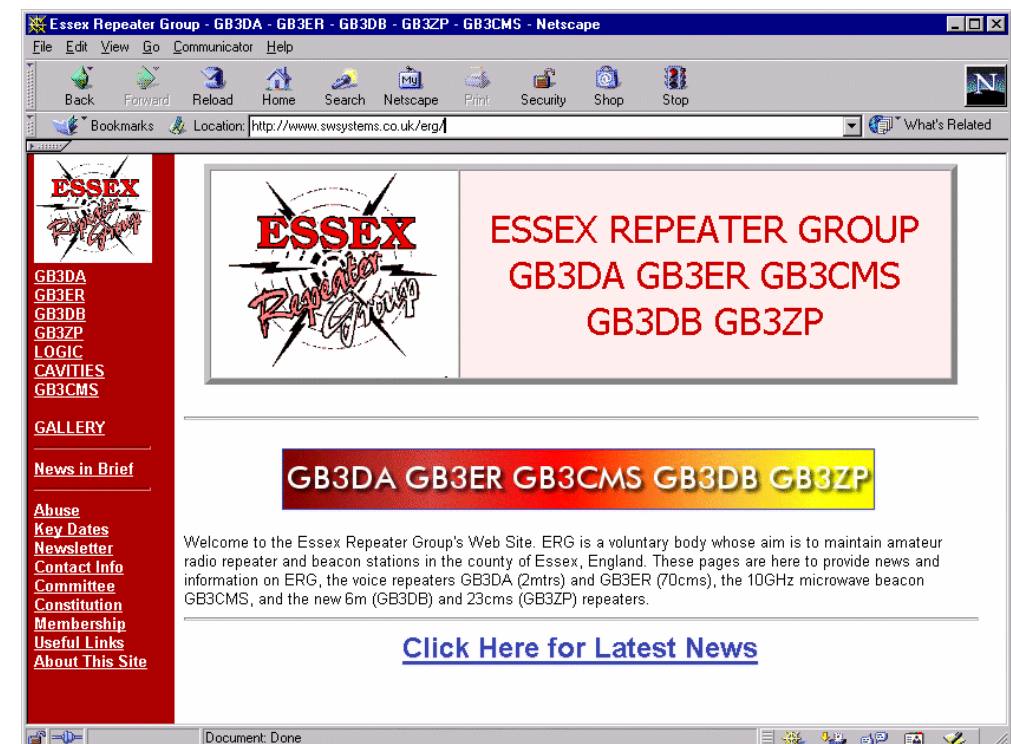 Essex Repeater Group - GB3DA - GB3ER - GB3DB - GB3ZP - GB3CMS - Netscape
File Edit View Go Communicator Help
Back Forward Reload Home Search Netscape Print Security Shop Stop
My
N
Bookmarks Location: http://www.swsystems.co.uk/erg/ What's Related
ESSEX
Repeater
Group
GB3DA
GB3ER
GB3DB
GB3ZP
LOGIC
CAVITIES
GB3CMS
GALLERY
News in Brief
Abuse
Key Dates
Newsletter
Contact Info
Committee
Constitution
Membership
Useful Links
About This Site
ESSEX
Repeater
Group
ESSEX REPEATER GROUP
GB3DA GB3ER GB3CMS
GB3DB GB3ZP
GB3DA GB3ER GB3CMS GB3DB GB3ZP
Welcome to the Essex Repeater Group's Web Site. ERG is a voluntary body whose aim is to maintain amateur
radio repeater and beacon stations in the county of Essex, England. These pages are here to provide news and
information on ERG, the voice repeaters GB3DA (2mtrs) and GB3ER (70cms), the 10GHz microwave beacon
GB3CMS, and the new 6m (GB3DB) and 23cms (GB3ZP) repeaters.
Click Here for Latest News
Document: Done